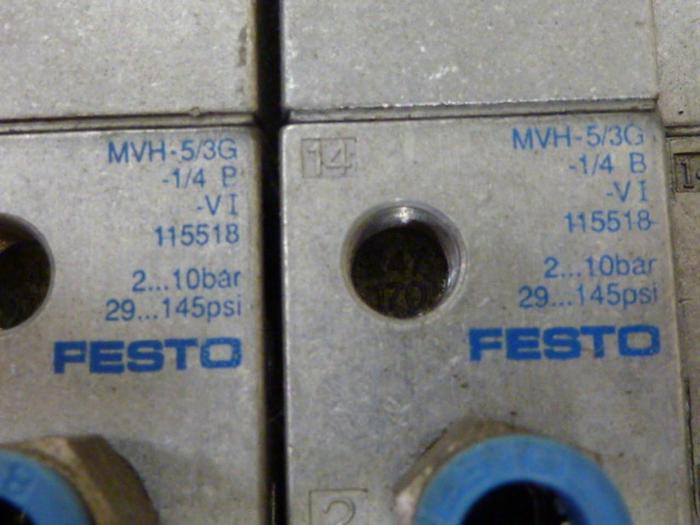 MVH-5/3G
-1/4 P
-VI
115518
2...10bar
29...145psi
FESTO
14
MVH-5/3G
-1/4 B
-VI
115518
2...10bar
29...145psi
FESTO
2